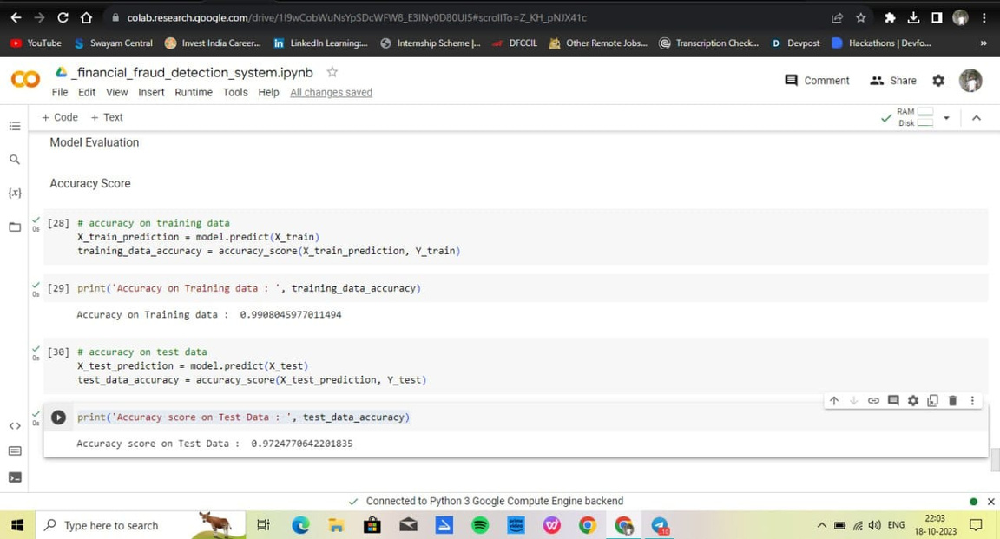 colab.research.google.com/drive/1I9wCobWuNsYpSDcWFW8_E3INy0D80UI5#scrollTo=Z_KH_pNJX41c
YouTube Swayam Central Invest India Career... LinkedIn Learning:... Internship Scheme |... DFCCIL Other Remote Jobs... Transcription Check... Devpost Hackathons | Devfo... »
_financial_fraud_detection_system.ipynb
Comment Share
File Edit View Insert Runtime Tools Help All changes saved
+ Code + Text
RAM
Disk
Model Evaluation
Accuracy Score
[28] # accuracy on training data
0s
X_train_prediction = model.predict(X_train)
training_data_accuracy = accuracy_score(X_train_prediction, Y_train)
[29] print('Accuracy on Training data : ', training_data_accuracy)
0s
Accuracy on Training data :  0.9908045977011494
[30] # accuracy on test data
0s
X_test_prediction = model.predict(X_test)
test_data_accuracy = accuracy_score(X_test_prediction, Y_test)
print('Accuracy score on Test Data : ', test_data_accuracy)
0s
Accuracy score on Test Data :  0.9724770642201835
Connected to Python 3 Google Compute Engine backend
Type here to search
prime video
ENG
22:03
18-10-2023